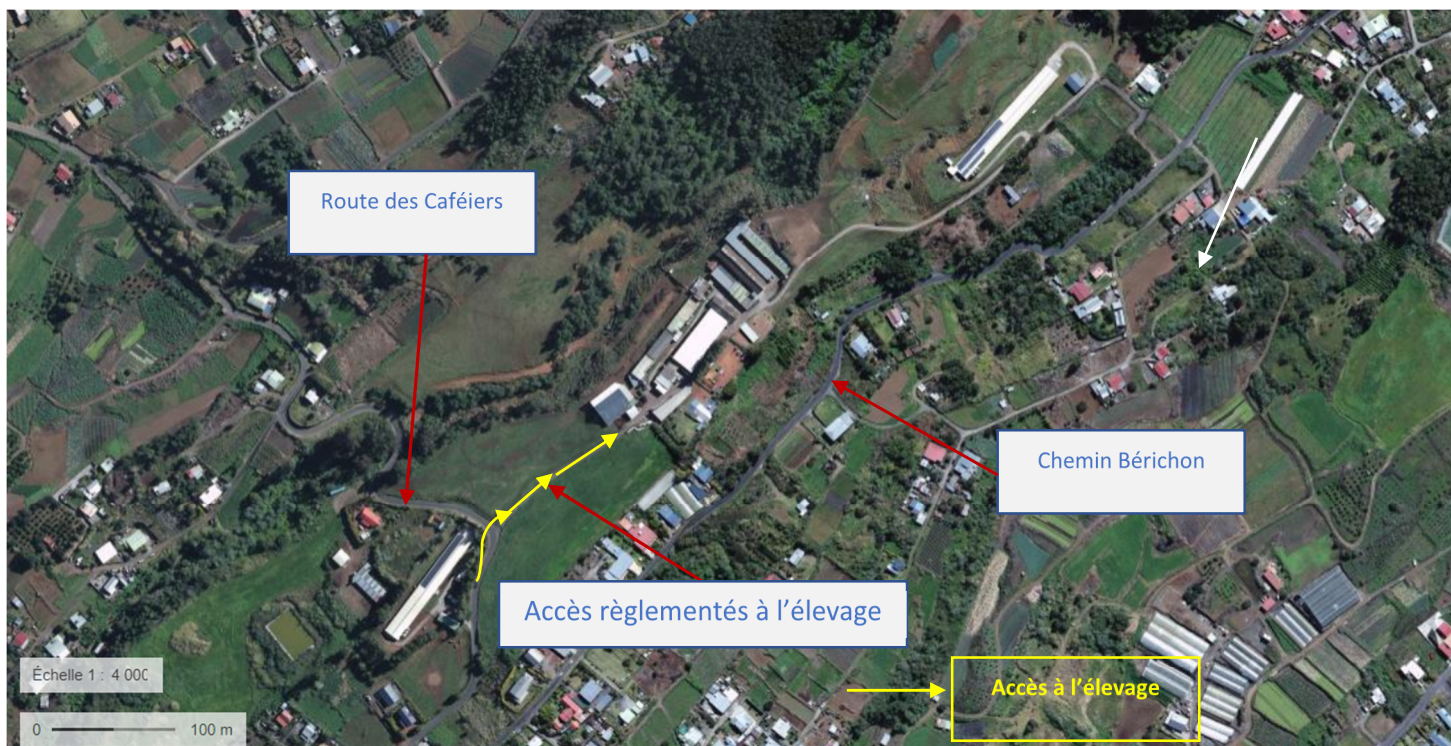 Route des Caféiers
Chemin Bérichon
Accès règlementés à l'élevage
Échelle 1 : 4 000
Accès à l'élevage
0 100 m